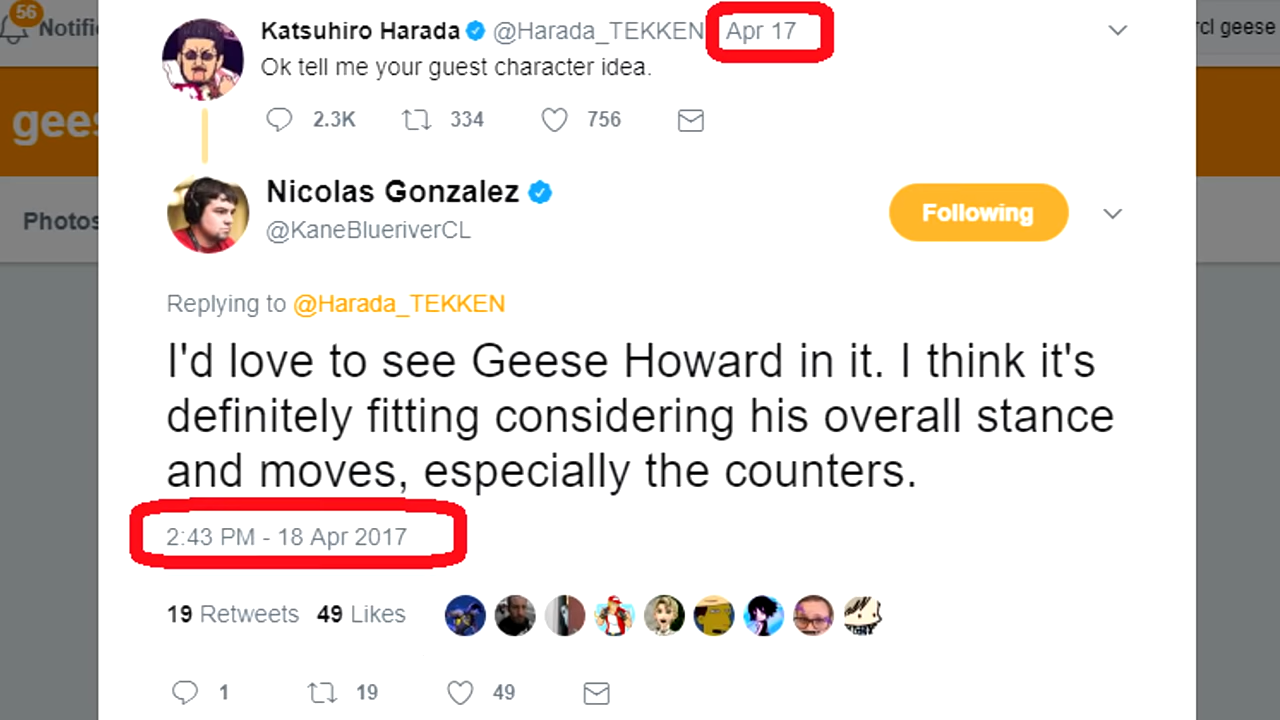 56
Notific
rcl geese
Katsuhiro Harada @Harada_TEKKEN Apr 17
Ok tell me your guest character idea.
2.3K 334 756
gees
Nicolas Gonzalez
@KaneBlueriverCL
Following
Photos
Replying to @Harada_TEKKEN
I'd love to see Geese Howard in it. I think it's
definitely fitting considering his overall stance
and moves, especially the counters.
2:43 PM - 18 Apr 2017
19 Retweets 49 Likes
1 19 49